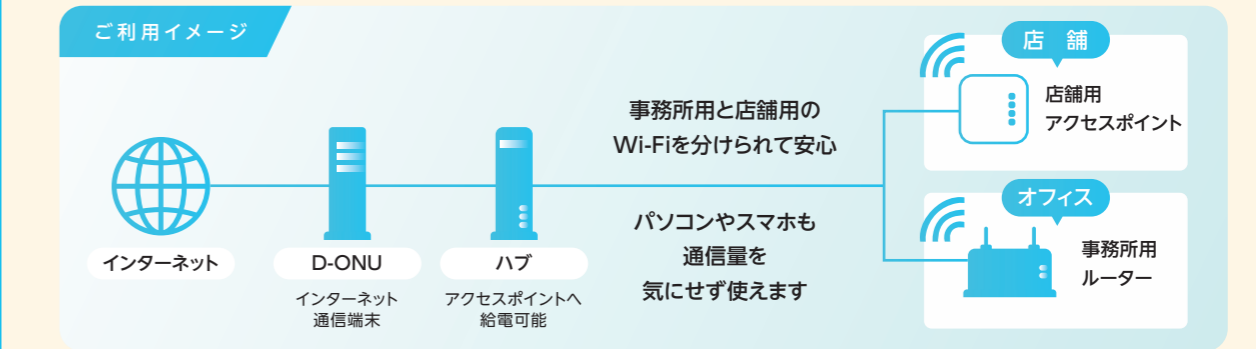 ご利用イメージ
インターネット
D-ONU
インターネット
通信端末
ハブ
アクセスポイントへ
給電可能
事務所用と店舗用の
Wi-Fiを分けられて安心
パソコンやスマホも
通信量を
気にせず使えます
店 舗
店舗用
アクセスポイント
オフィス
事務所用
ルーター